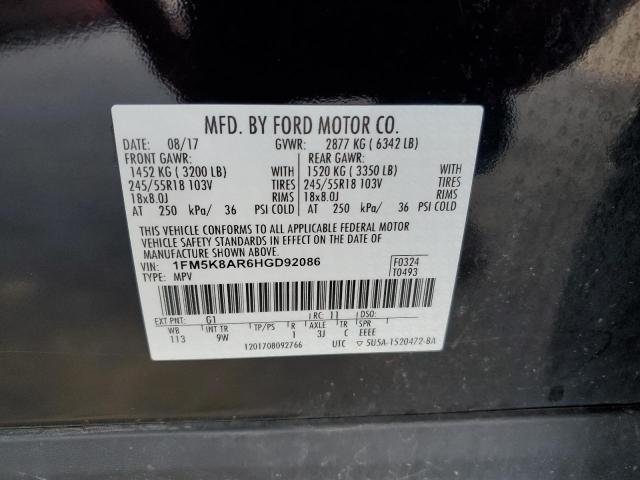 MFD. BY FORD MOTOR CO.
DATE: 08/17 GVWR: 2877 KG ( 6342 LB)
FRONT GAWR: REAR GAWR:
1452 KG ( 3200 LB) WITH 1520 KG ( 3350 LB) WITH
245/55R18 103V TIRES 245/55R18 103V TIRES
18x8.0J RIMS 18x8.0J RIMS
AT 250 kPa/ 36 PSI COLD AT 250 kPa/ 36 PSI COLD
THIS VEHICLE CONFORMS TO ALL APPLICABLE FEDERAL MOTOR
VEHICLE SAFETY STANDARDS IN EFFECT ON THE DATE OF
MANUFACTURE SHOWN ABOVE.
VIN: 1FM5K8AR6HGD92086 F0324
TYPE: MPV T0493
EXT PNT: G1 RC: 11 DSO:
WB INT TR TP/PS R AXLE TR SPR
113 9W 1 3J C EEEE
1201708092766 UTC ▽ 5U5A-1520472-BA